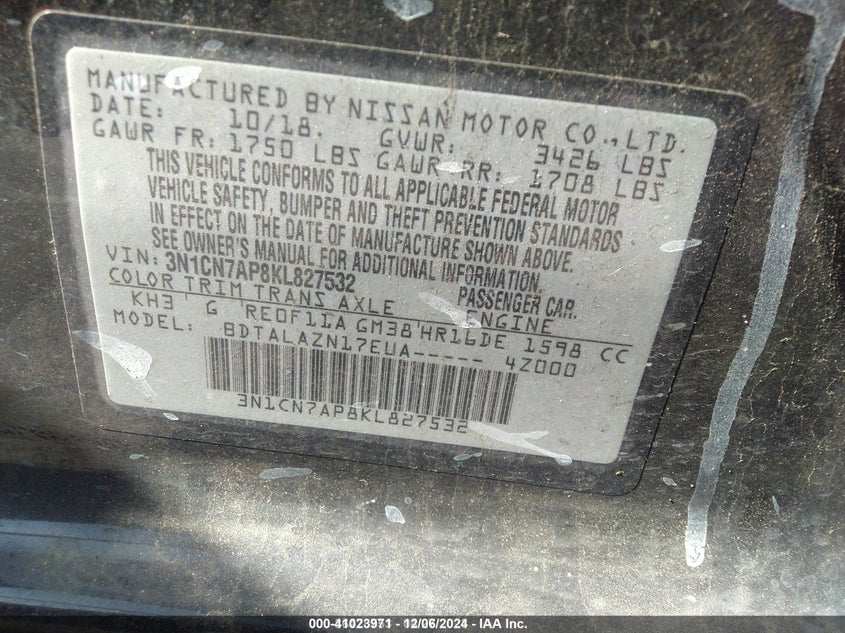 MANUFACTURED BY NISSAN MOTOR CO., LTD.
DATE: 10/18. GVWR: 3426 LBS
GAWR FR: 1750 LBS GAWR RR: 1708 LBS
THIS VEHICLE CONFORMS TO ALL APPLICABLE FEDERAL MOTOR
VEHICLE SAFETY, BUMPER AND THEFT PREVENTION STANDARDS
IN EFFECT ON THE DATE OF MANUFACTURE SHOWN ABOVE.
SEE OWNER'S MANUAL FOR ADDITIONAL INFORMATION.
VIN: 3N1CN7AP8KL827532 PASSENGER CAR.
COLOR TRIM TRANS AXLE ENGINE
KH3 G RE0F11A GM38 HR16DE 1598 CC
MODEL: BDTALAZN17EUA----- 4Z000
3N1CN7AP8KL827532
000-41023971 - 12/06/2024 - IAA Inc.